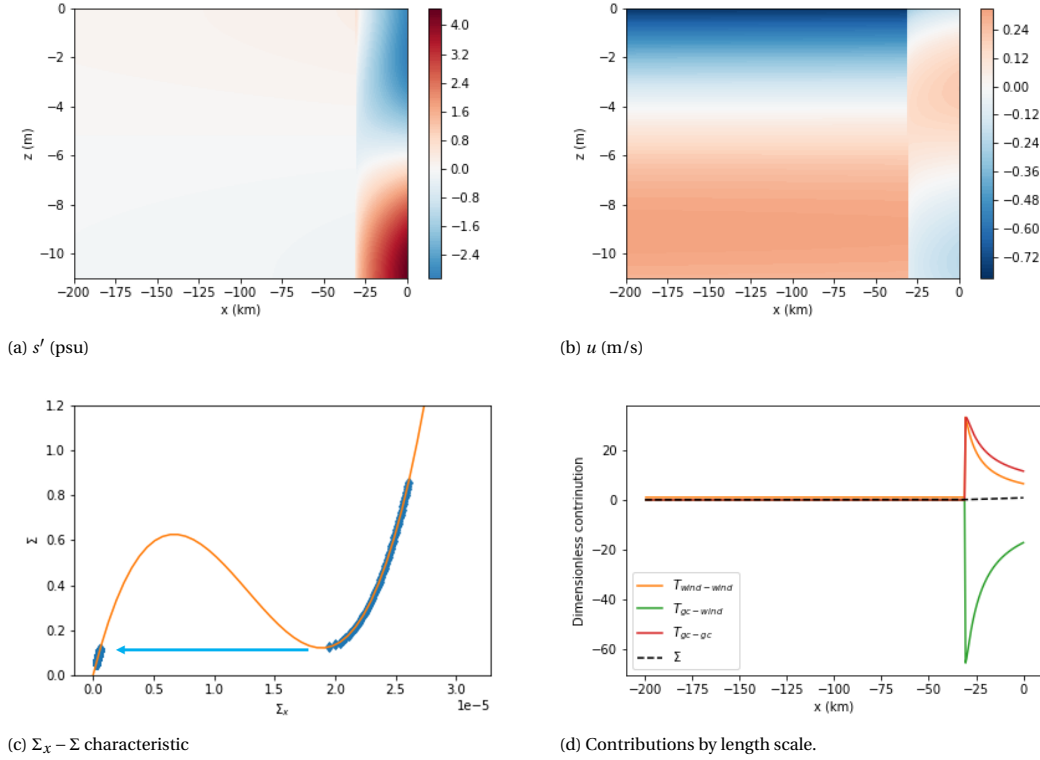 0
−2
−4
−6
−8
−10
z (m)
−200 −175 −150 −125 −100 −75 −50 −25 0
x (km)
4.0
3.2
2.4
1.6
0.8
0.0
−0.8
−1.6
−2.4
(a) s′ (psu)
0
−2
−4
−6
−8
−10
z (m)
−200 −175 −150 −125 −100 −75 −50 −25 0
x (km)
0.24
0.12
0.00
−0.12
−0.24
−0.36
−0.48
−0.60
−0.72
(b) u (m/s)
1.2
1.0
0.8
0.6
0.4
0.2
0.0
Σ
0.0 0.5 1.0 1.5 2.0 2.5 3.0
Σx
1e−5
(c) Σx − Σ characteristic
20
0
−20
−40
−60
Dimensionless contrinution
Twind−wind
Tgc−wind
Tgc−gc
Σ
−200 −175 −150 −125 −100 −75 −50 −25 0
x (km)
(d) Contributions by length scale.